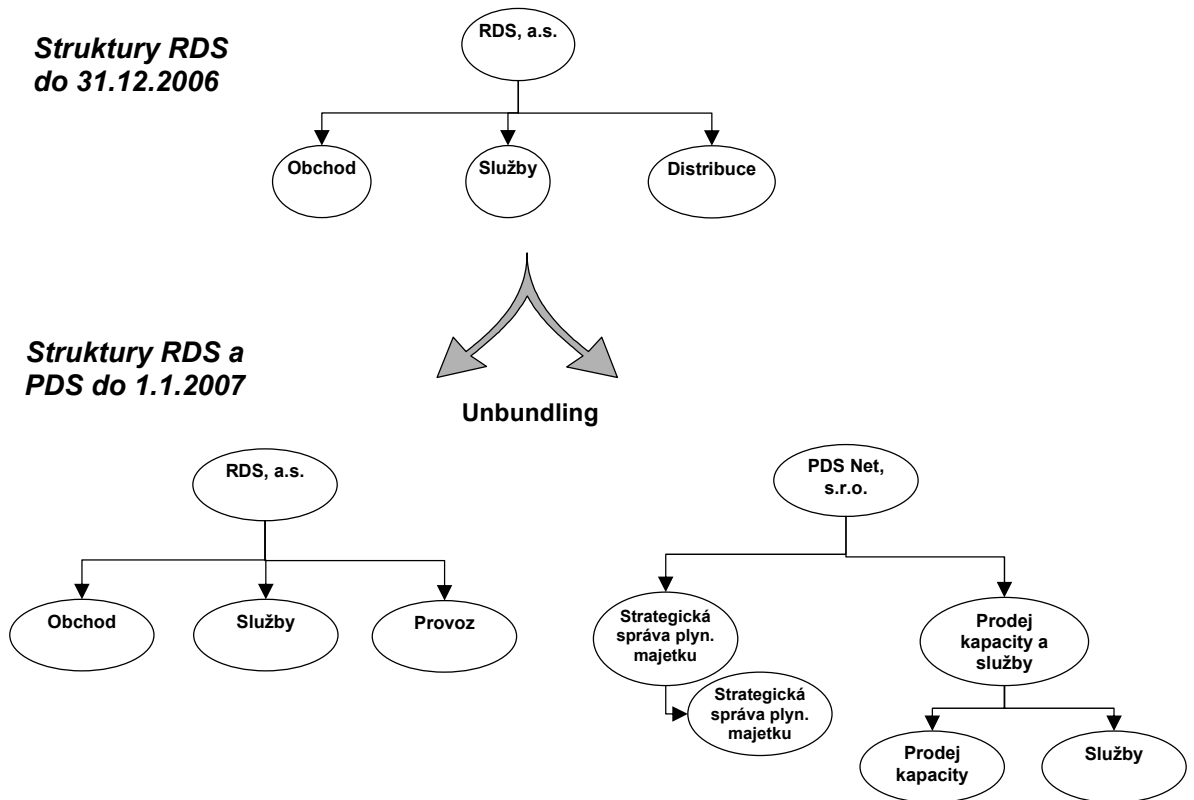 Struktury RDS
do 31.12.2006
RDS, a.s.
Obchod
Služby
Distribuce
Struktury RDS a
PDS do 1.1.2007
Unbundling
RDS, a.s.
Obchod
Služby
Provoz
PDS Net,
s.r.o.
Strategická
správa plyn.
majetku
Strategická
správa plyn.
majetku
Prodej
kapacity a
služby
Prodej
kapacity
Služby